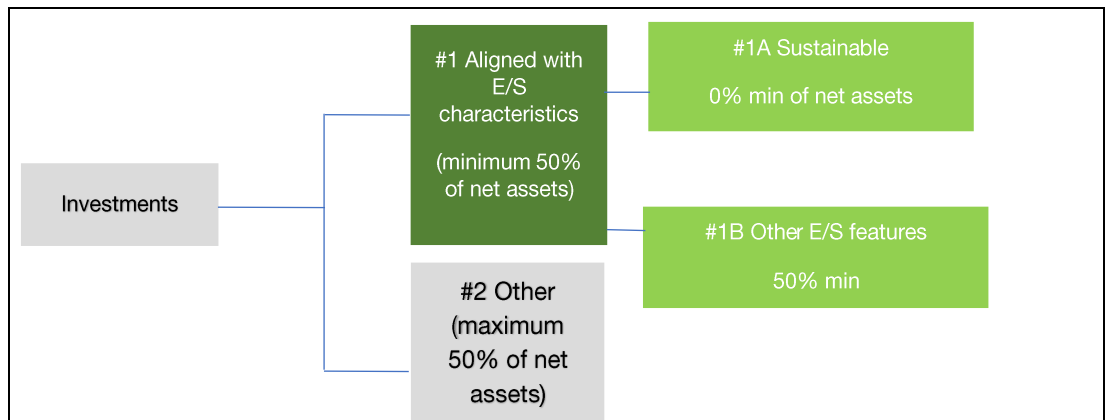 Investments
#1 Aligned with
E/S
characteristics
(minimum 50%
of net assets)
#1A Sustainable
0% min of net assets
#1B Other E/S features
50% min
#2 Other
(maximum
50% of net
assets)